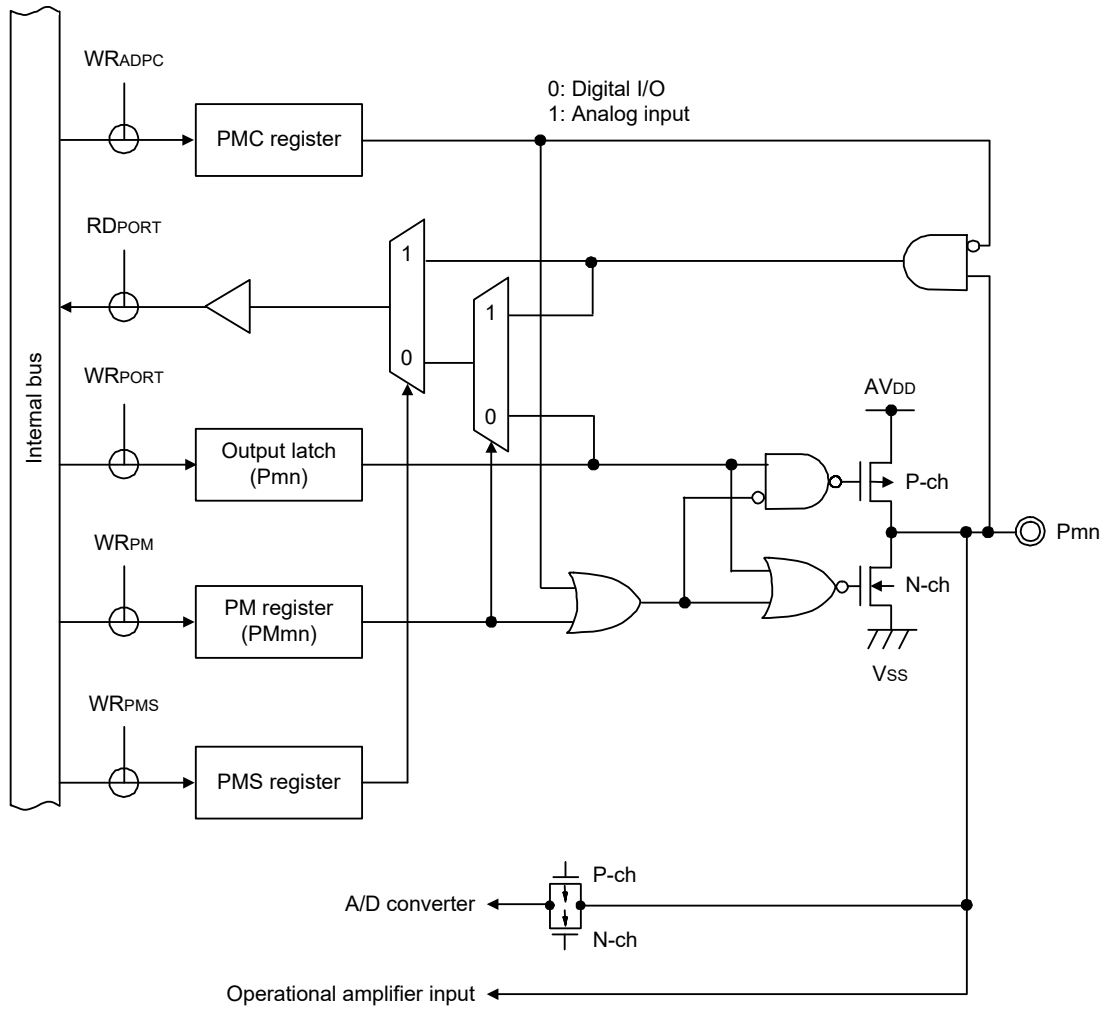 WRADPC
0: Digital I/O
1: Analog input
PMC register
RDPORT
1
1
0
Internal bus
WRPORT
0
AVDD
Output latch
(Pmn)
P-ch
Pmn
WRPM
N-ch
PM register
(PMmn)
VSS
WRPMS
PMS register
P-ch
A/D converter
N-ch
Operational amplifier input